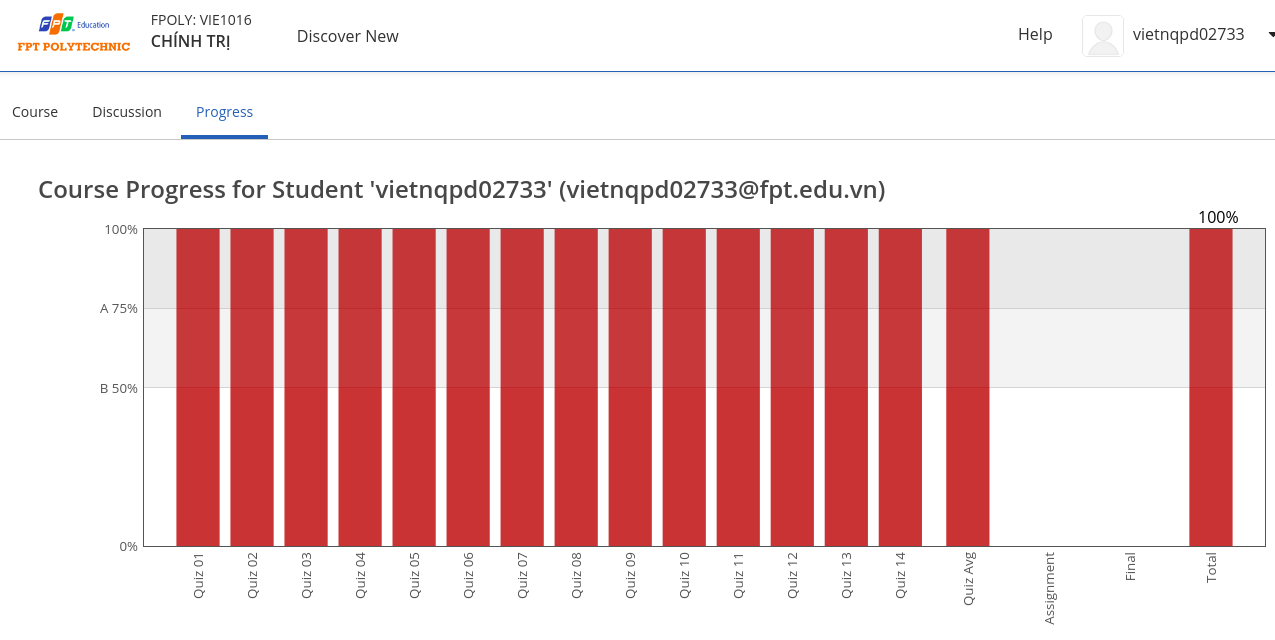 FPT Education
FPT POLYTECHNIC
FPOLY: VIE1016
CHÍNH TRỊ
Discover New
Help
vietnqpd02733
Course
Discussion
Progress
Course Progress for Student 'vietnqpd02733' (vietnqpd02733@fpt.edu.vn)
100%
100%
A 75%
B 50%
0%
Quiz 01
Quiz 02
Quiz 03
Quiz 04
Quiz 05
Quiz 06
Quiz 07
Quiz 08
Quiz 09
Quiz 10
Quiz 11
Quiz 12
Quiz 13
Quiz 14
Quiz Avg
Assignment
Final
Total